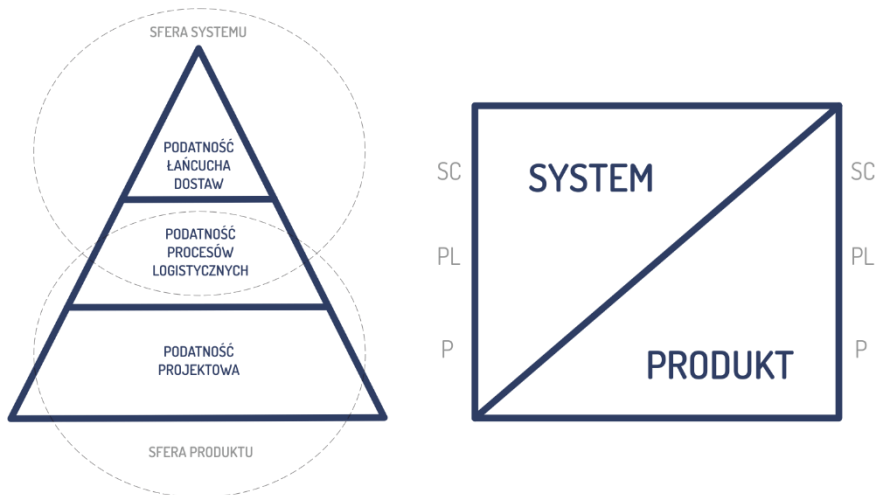 SFERA SYSTEMU
PODATNOŚĆ
ŁAŃCUCHA
DOSTAW
PODATNOŚĆ
PROCESÓW
LOGISTYCZNYCH
PODATNOŚĆ
PROJEKTOWA
SFERA PRODUKTU
SC
PL
P
SYSTEM
PRODUKT
SC
PL
P